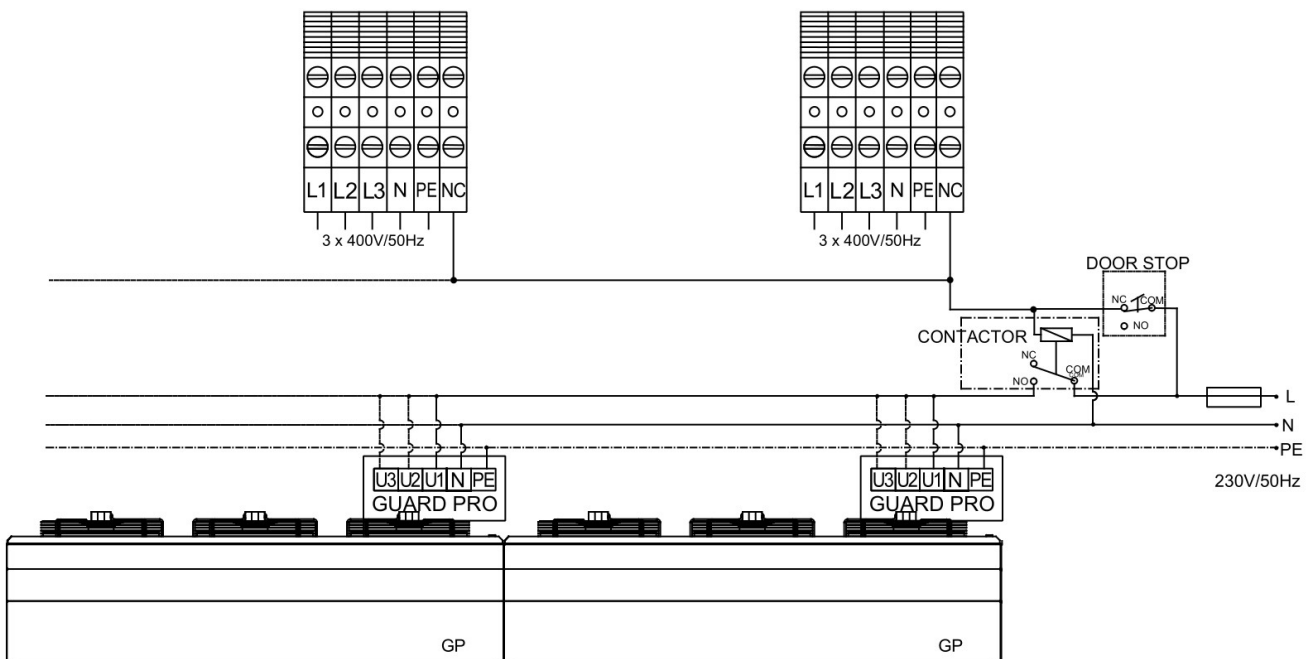 L1 L2 L3 N PE NC
L1 L2 L3 N PE NC
3 x 400V/50Hz
3 x 400V/50Hz
DOOR STOP
NC COM
NO
CONTACTOR
NC
COM
COM
NO
L
N
PE
230V/50Hz
U3 U2 U1 N PE
GUARD PRO
U3 U2 U1 N PE
GUARD PRO
GP
GP